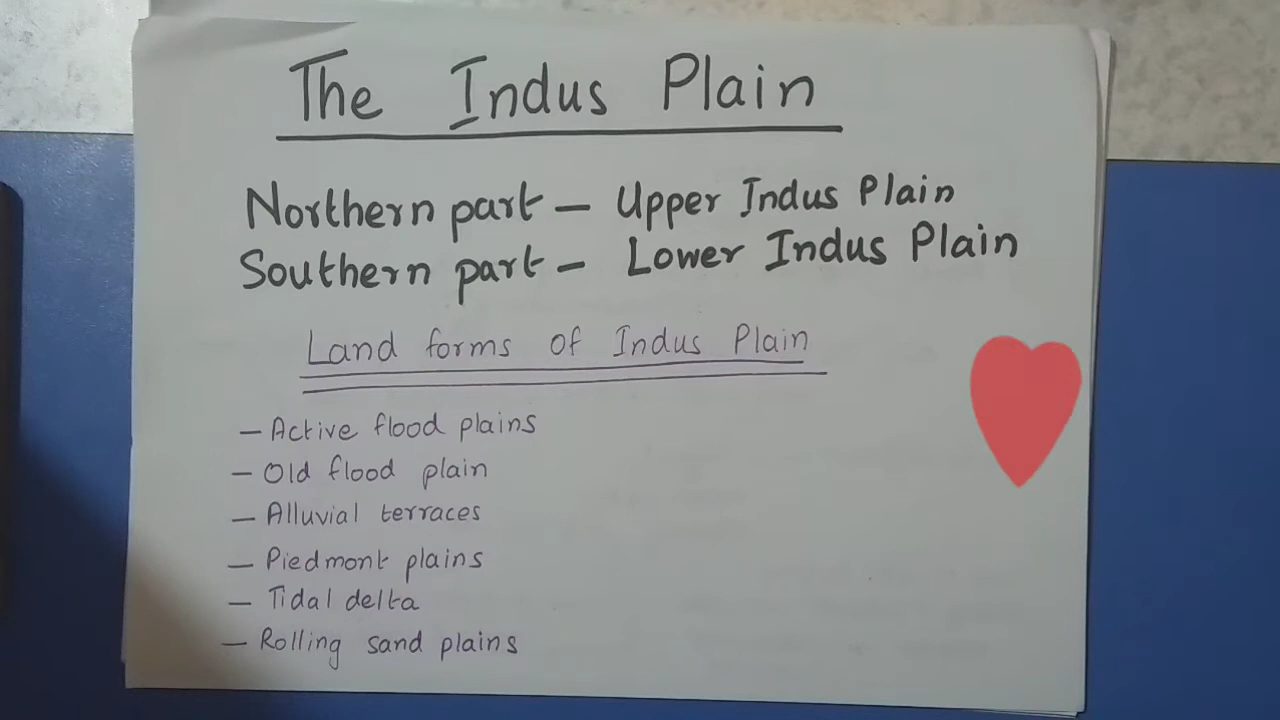 The Indus Plain
Northern part — Upper Indus Plain
Southern part — Lower Indus Plain
Land forms of Indus Plain
— Active flood plains
— Old flood plain
— Alluvial terraces
— Piedmont plains
— Tidal delta
— Rolling sand plains